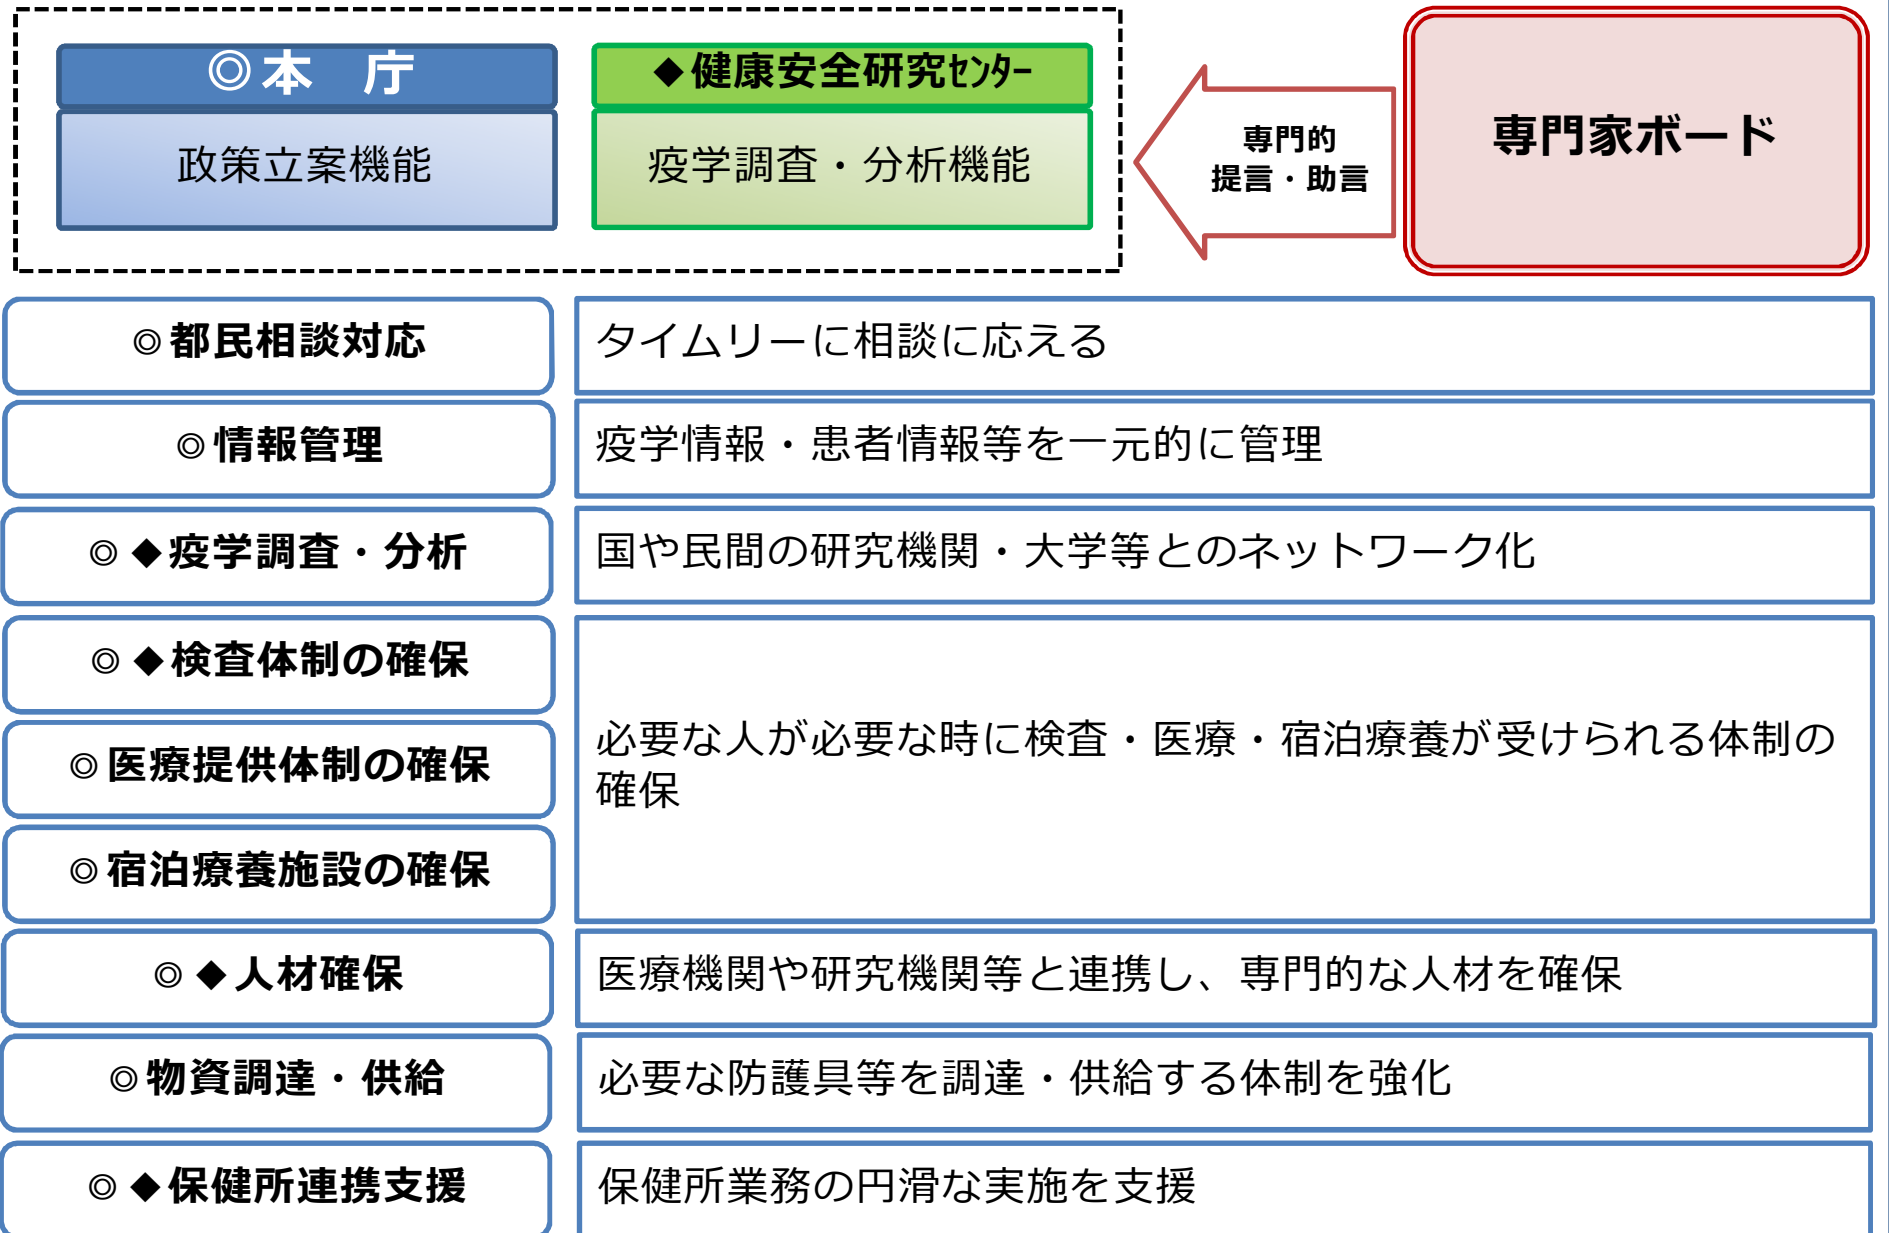 ◎本　庁
◆健康安全研究ｾﾝﾀｰ
政策立案機能
疫学調査・分析機能
専門的
提言・助言
専門家ボード
◎都民相談対応
タイムリーに相談に応える
◎情報管理
疫学情報・患者情報等を一元的に管理
◎◆疫学調査・分析
国や民間の研究機関・大学等とのネットワーク化
◎◆検査体制の確保
◎医療提供体制の確保
◎宿泊療養施設の確保
必要な人が必要な時に検査・医療・宿泊療養が受けられる体制の
確保
◎◆人材確保
医療機関や研究機関等と連携し、専門的な人材を確保
◎物資調達・供給
必要な防護具等を調達・供給する体制を強化
◎◆保健所連携支援
保健所業務の円滑な実施を支援